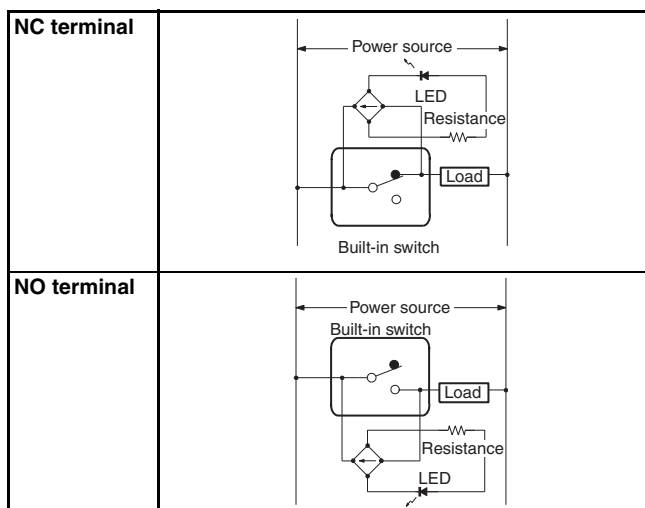 NC terminal
Power source
LED
Resistance
Load
Built-in switch
NO terminal
Power source
Built-in switch
Load
Resistance
LED